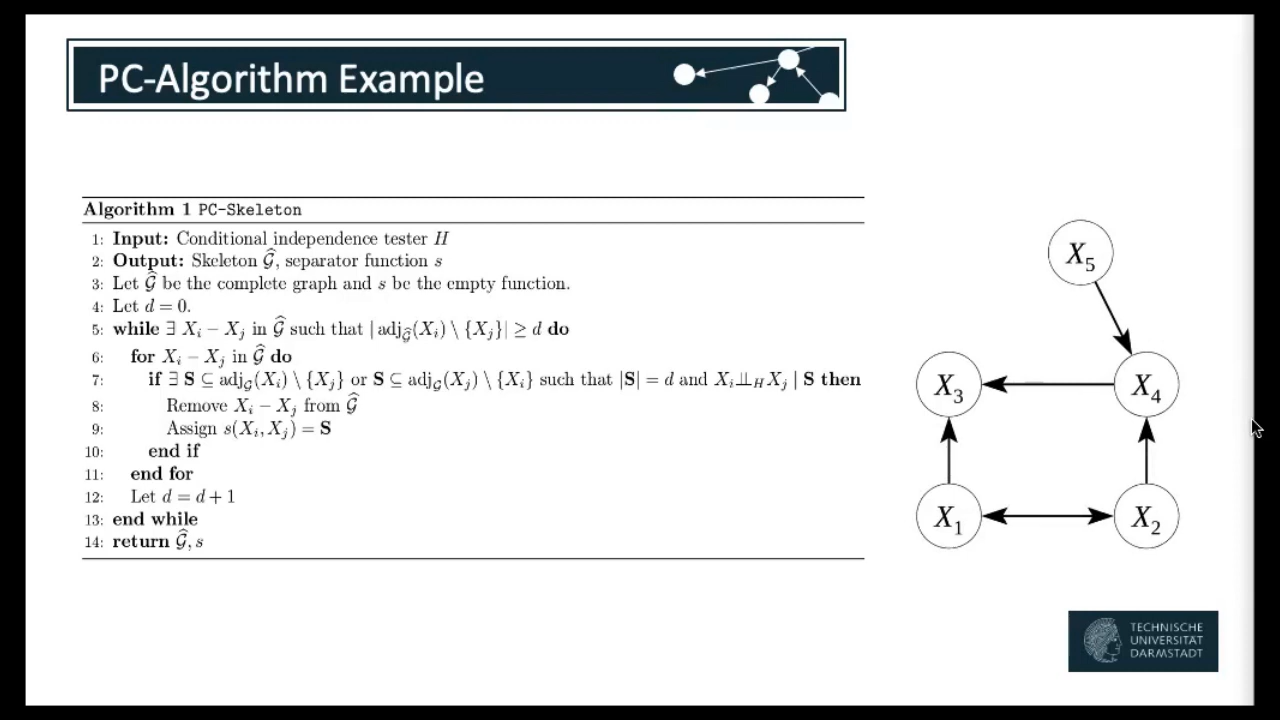 PC-Algorithm Example
Algorithm 1 PC-Skeleton
1: Input: Conditional independence tester H
2: Output: Skeleton Ĝ, separator function s
3: Let Ĝ be the complete graph and s be the empty function.
4: Let d = 0.
5: while ∃ Xᵢ − Xⱼ in Ĝ such that | adj_Ĝ(Xᵢ) \ {Xⱼ}| ≥ d do
6: for Xᵢ − Xⱼ in Ĝ do
7: if ∃ S ⊆ adj_G(Xᵢ) \ {Xⱼ} or S ⊆ adj_G(Xⱼ) \ {Xᵢ} such that |S| = d and Xᵢ ⫫_H Xⱼ | S then
8: Remove Xᵢ − Xⱼ from Ĝ
9: Assign s(Xᵢ, Xⱼ) = S
10: end if
11: end for
12: Let d = d + 1
13: end while
14: return Ĝ, s
X₅
X₃
X₄
X₁
X₂
TECHNISCHE
UNIVERSITÄT
DARMSTADT